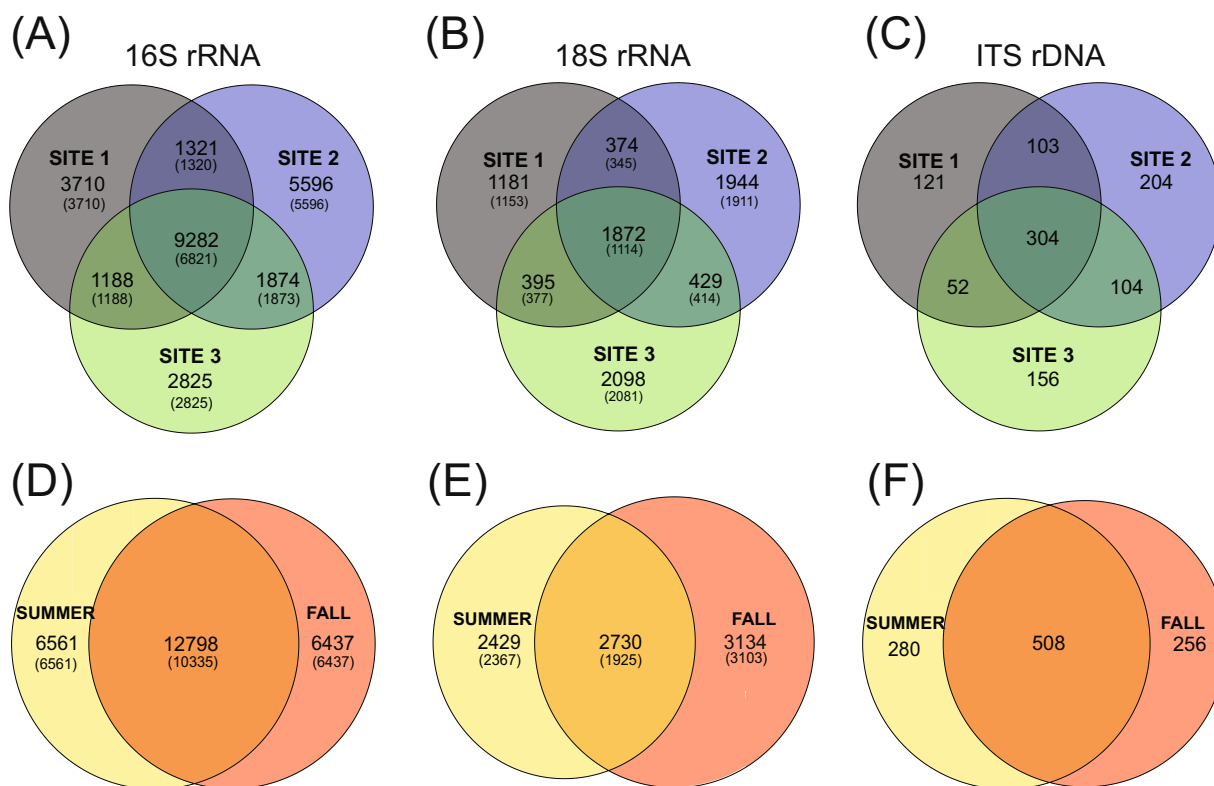 (A)
16S rRNA
SITE 1
3710
(3710)
1321
(1320)
SITE 2
5596
(5596)
9282
(6821)
1188
(1188)
1874
(1873)
SITE 3
2825
(2825)
(B)
18S rRNA
SITE 1
1181
(1153)
374
(345)
SITE 2
1944
(1911)
1872
(1114)
395
(377)
429
(414)
SITE 3
2098
(2081)
(C)
ITS rDNA
SITE 1
121
103
SITE 2
204
304
52
104
SITE 3
156
(D)
SUMMER
6561
(6561)
12798
(10335)
FALL
6437
(6437)
(E)
SUMMER
2429
(2367)
2730
(1925)
FALL
3134
(3103)
(F)
SUMMER
280
508
FALL
256